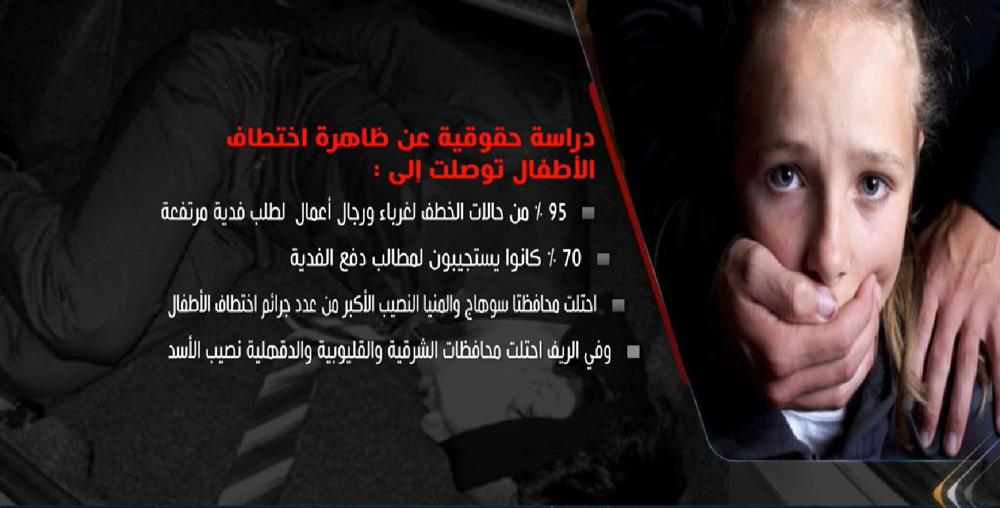 دراسة حقوقية عن ظاهرة اختطاف
الأطفال توصلت إلى :
95 ٪ من حالات الخطف لغرباء ورجال أعمال لطلب فدية مرتفعة
70 ٪ كانوا يستجيبون لمطالب دفع الفدية
احتلت محافظتا سوهاج والمنيا النصيب الأكبر من عدد جرائم اختطاف الأطفال
وفي الريف احتلت محافظات الشرقية والقليوبية والدقهلية نصيب الأسد